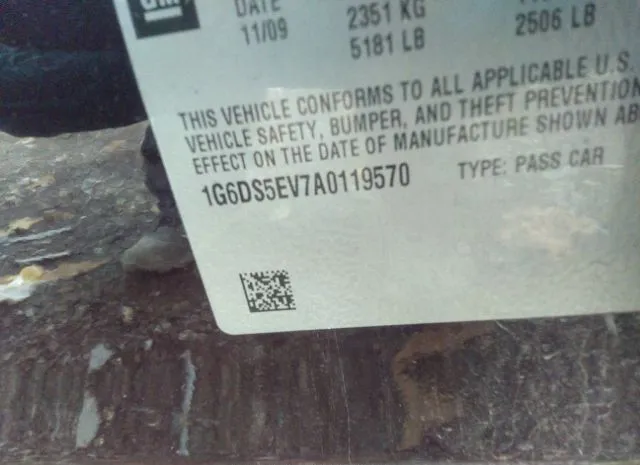 GM
DATE 2351 KG
11/09 5181 LB 2506 LB
THIS VEHICLE CONFORMS TO ALL APPLICABLE U.S.
VEHICLE SAFETY, BUMPER, AND THEFT PREVENTION
EFFECT ON THE DATE OF MANUFACTURE SHOWN AB
1G6DS5EV7A0119570 TYPE: PASS CAR